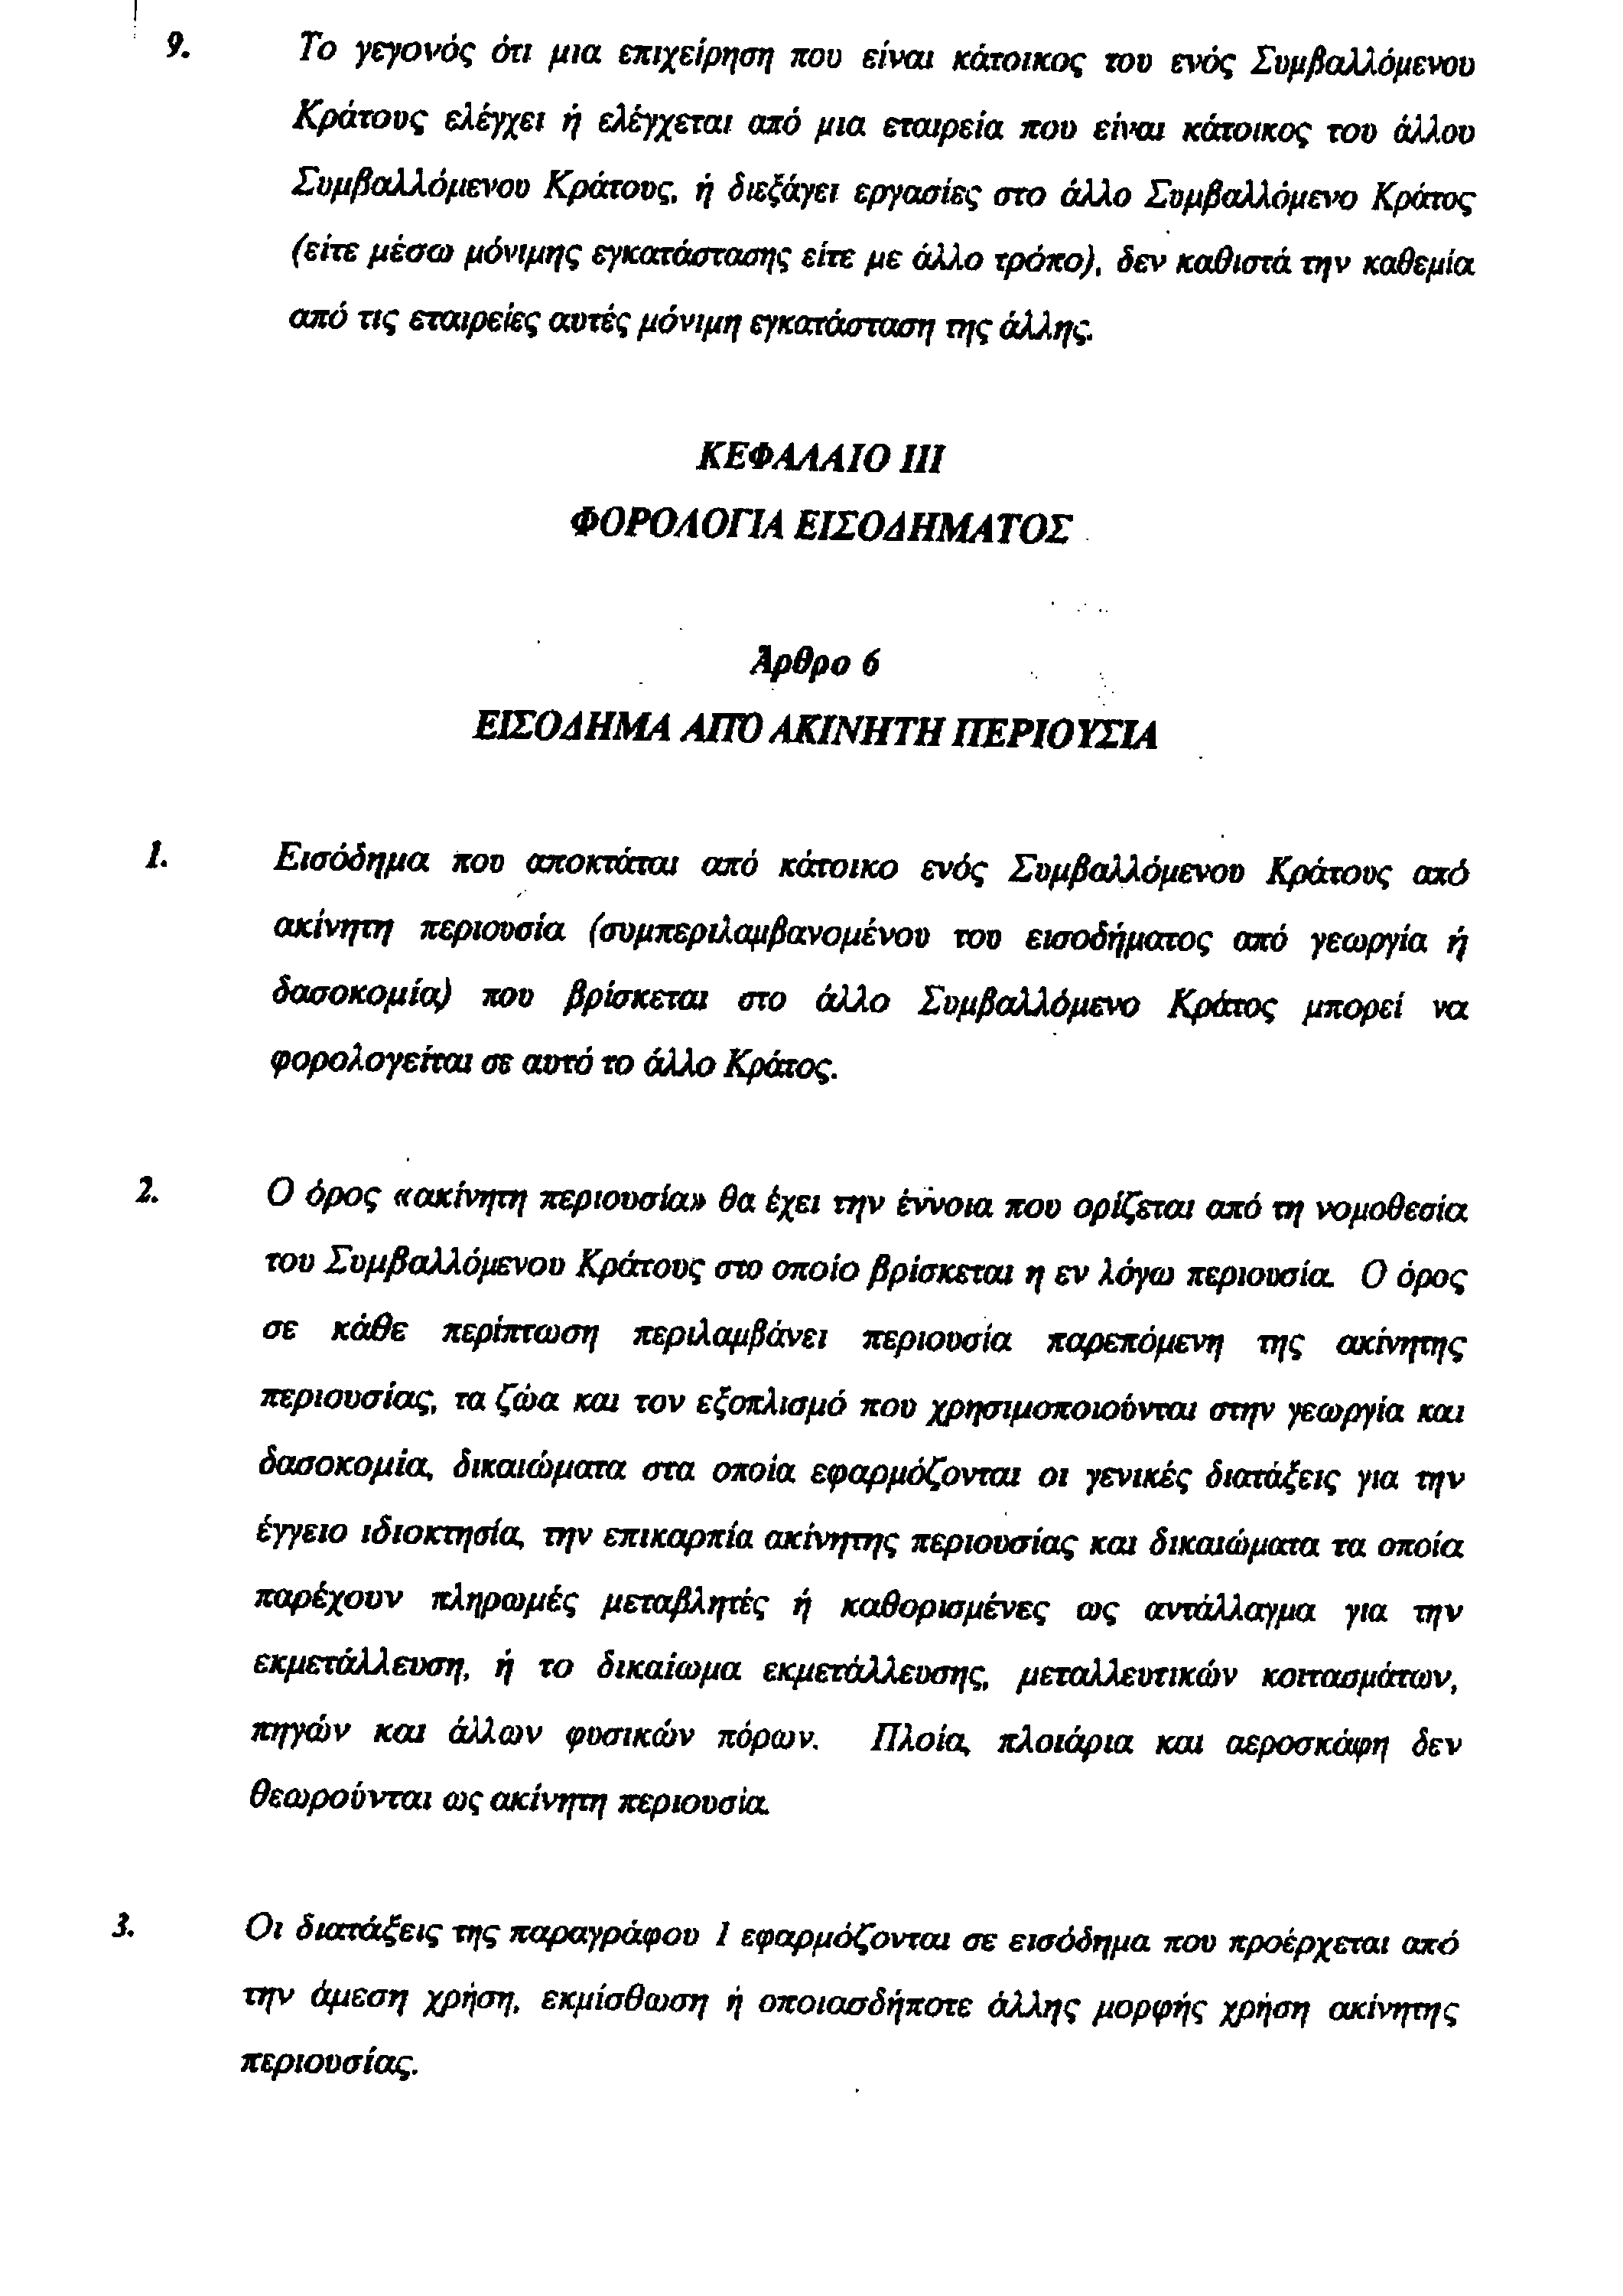 9. Το γεγονός ότι μια επιχείρηση που είναι κάτοικος του ενός Συμβαλλόμενου
Κράτους ελέγχει ή ελέγχεται από μια εταιρεία που είναι κάτοικος του άλλου
Συμβαλλόμενου Κράτους, ή διεξάγει εργασίες στο άλλο Συμβαλλόμενο Κράτος
(είτε μέσω μόνιμης εγκατάστασης είτε με άλλο τρόπο), δεν καθιστά την καθεμία
από τις εταιρείες αυτές μόνιμη εγκατάσταση της άλλης.
ΚΕΦΑΛΑΙΟ ΙΙΙ
ΦΟΡΟΛΟΓΙΑ ΕΙΣΟΔΗΜΑΤΟΣ
Άρθρο 6
ΕΙΣΟΔΗΜΑ ΑΠΟ ΑΚΙΝΗΤΗ ΠΕΡΙΟΥΣΙΑ
1. Εισόδημα που αποκτάται από κάτοικο ενός Συμβαλλόμενου Κράτους από
ακίνητη περιουσία (συμπεριλαμβανομένου του εισοδήματος από γεωργία ή
δασοκομία) που βρίσκεται στο άλλο Συμβαλλόμενο Κράτος μπορεί να
φορολογείται σε αυτό το άλλο Κράτος.
2. Ο όρος «ακίνητη περιουσία» θα έχει την έννοια που ορίζεται από τη νομοθεσία
του Συμβαλλόμενου Κράτους στο οποίο βρίσκεται η εν λόγω περιουσία. Ο όρος
σε κάθε περίπτωση περιλαμβάνει περιουσία παρεπόμενη της ακίνητης
περιουσίας, τα ζώα και τον εξοπλισμό που χρησιμοποιούνται στην γεωργία και
δασοκομία, δικαιώματα στα οποία εφαρμόζονται οι γενικές διατάξεις για την
έγγειο ιδιοκτησία, την επικαρπία ακίνητης περιουσίας και δικαιώματα τα οποία
παρέχουν πληρωμές μεταβλητές ή καθορισμένες ως αντάλλαγμα για την
εκμετάλλευση, ή το δικαίωμα εκμετάλλευσης, μεταλλευτικών κοιτασμάτων,
πηγών και άλλων φυσικών πόρων. Πλοία, πλοιάρια και αεροσκάφη δεν
θεωρούνται ως ακίνητη περιουσία.
3. Οι διατάξεις της παραγράφου 1 εφαρμόζονται σε εισόδημα που προέρχεται από
την άμεση χρήση, εκμίσθωση ή οποιασδήποτε άλλης μορφής χρήση ακίνητης
περιουσίας.